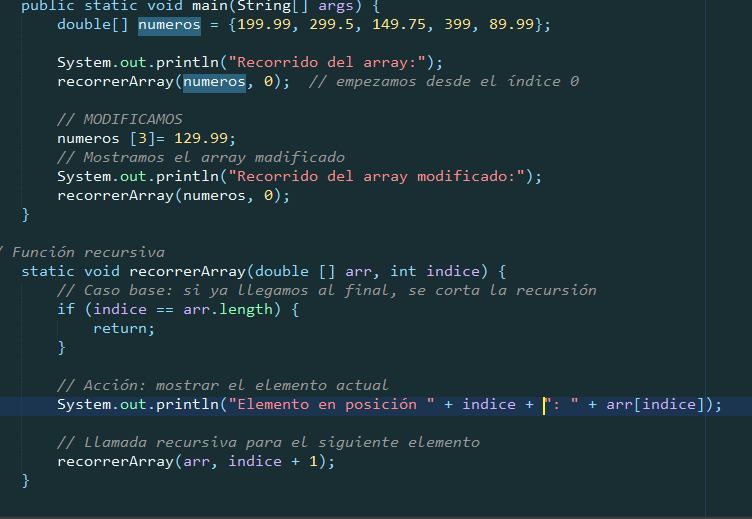 public static void main(String[] args) {
double[] numeros = {199.99, 299.5, 149.75, 399, 89.99};
System.out.println("Recorrido del array:");
recorrerArray(numeros, 0);  // empezamos desde el índice 0
// MODIFICAMOS
numeros [3]= 129.99;
// Mostramos el array madificado
System.out.println("Recorrido del array modificado:");
recorrerArray(numeros, 0);
}
/ Función recursiva
static void recorrerArray(double [] arr, int indice) {
// Caso base: si ya llegamos al final, se corta la recursión
if (indice == arr.length) {
return;
}
// Acción: mostrar el elemento actual
System.out.println("Elemento en posición " + indice + ": " + arr[indice]);
// Llamada recursiva para el siguiente elemento
recorrerArray(arr, indice + 1);
}